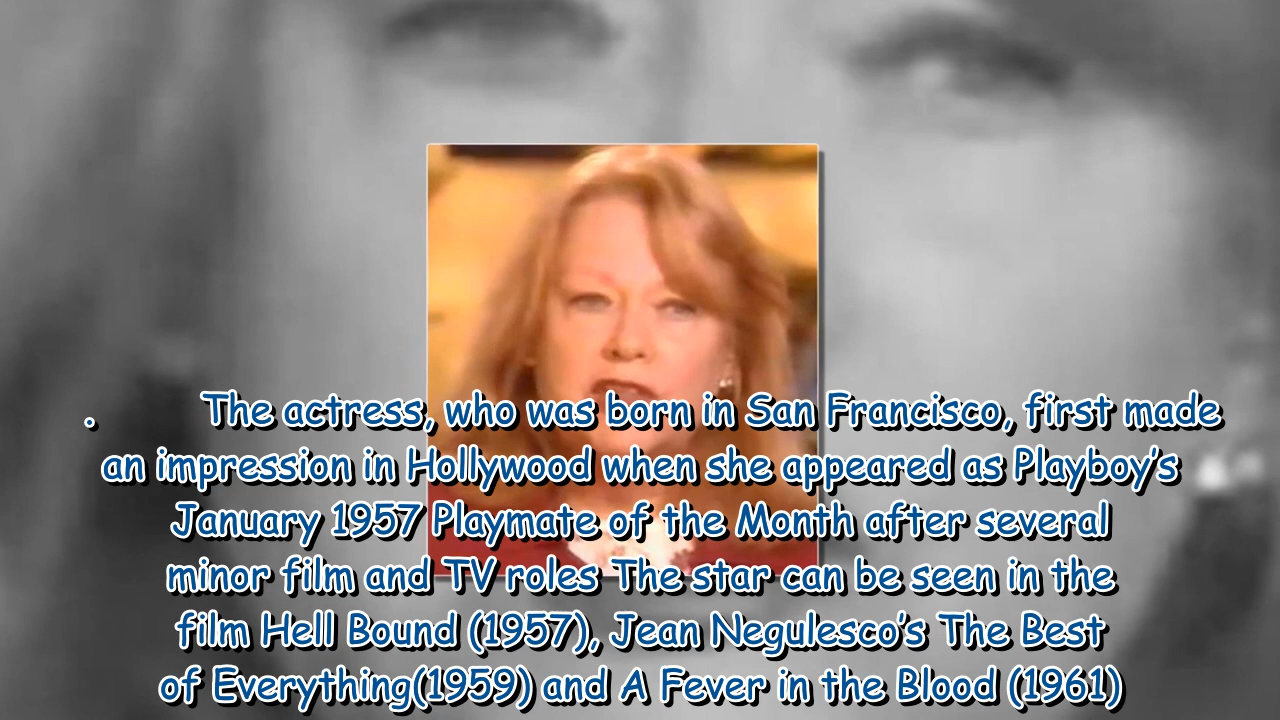 . The actress, who was born in San Francisco, first made
an impression in Hollywood when she appeared as Playboy’s
January 1957 Playmate of the Month after several
minor film and TV roles The star can be seen in the
film Hell Bound (1957), Jean Negulesco’s The Best
of Everything(1959) and A Fever in the Blood (1961)